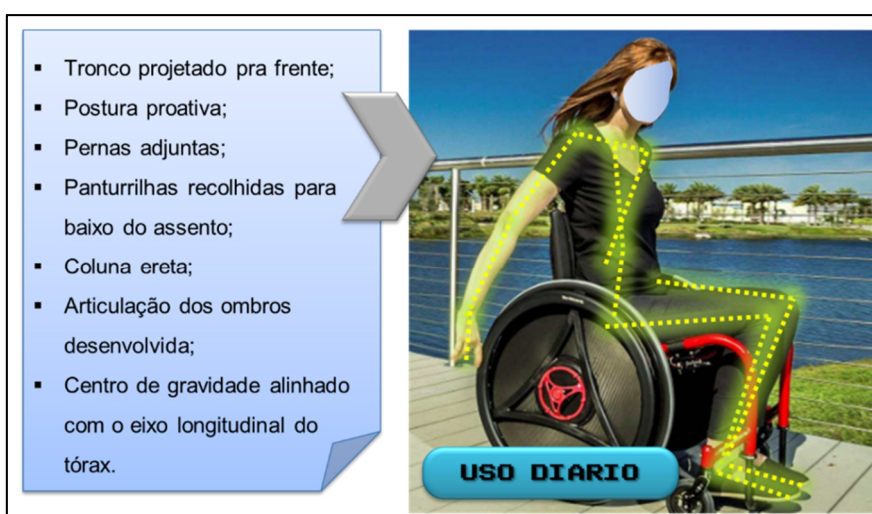 ▪ Tronco projetado pra frente;
▪ Postura proativa;
▪ Pernas adjuntas;
▪ Panturrilhas recolhidas para
baixo do assento;
▪ Coluna ereta;
▪ Articulação dos ombros
desenvolvida;
▪ Centro de gravidade alinhado
com o eixo longitudinal do
tórax.
USO DIARIO